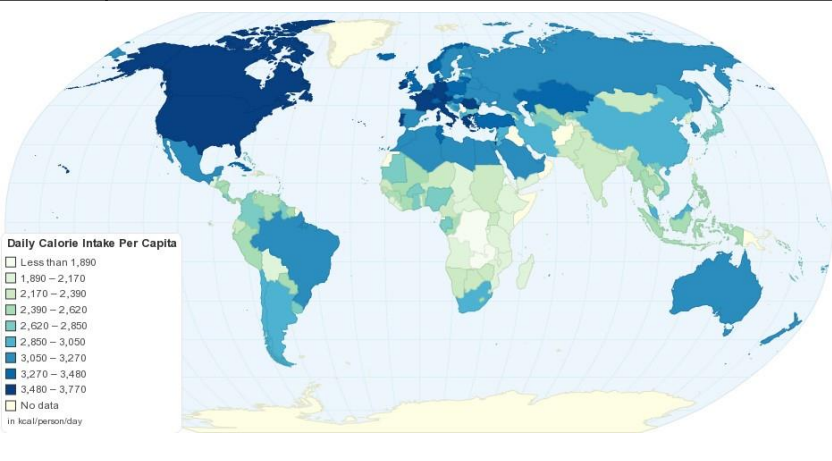 Daily Calorie Intake Per Capita
Less than 1,890
1,890 – 2,170
2,170 – 2,390
2,390 – 2,620
2,620 – 2,850
2,850 – 3,050
3,050 – 3,270
3,270 – 3,480
3,480 – 3,770
No data
in kcal/person/day